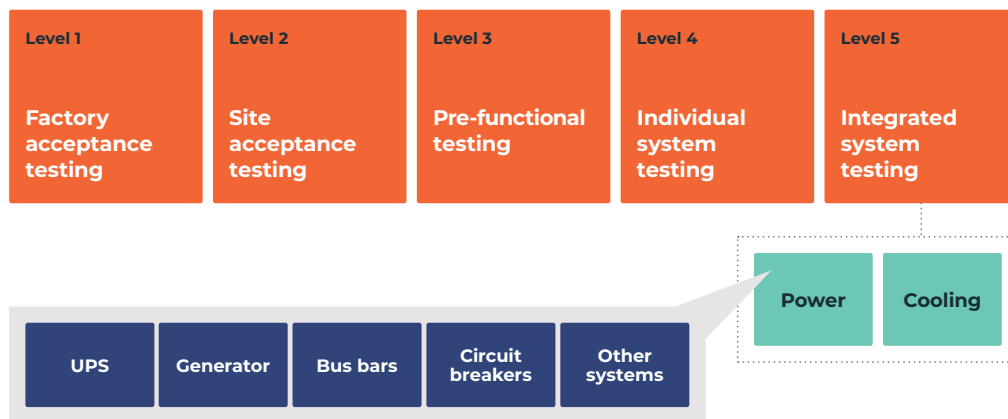 Level 1
Factory
acceptance
testing
Level 2
Site
acceptance
testing
Level 3
Pre-functional
testing
Level 4
Individual
system
testing
Level 5
Integrated
system
testing
Power
Cooling
UPS
Generator
Bus bars
Circuit
breakers
Other
systems